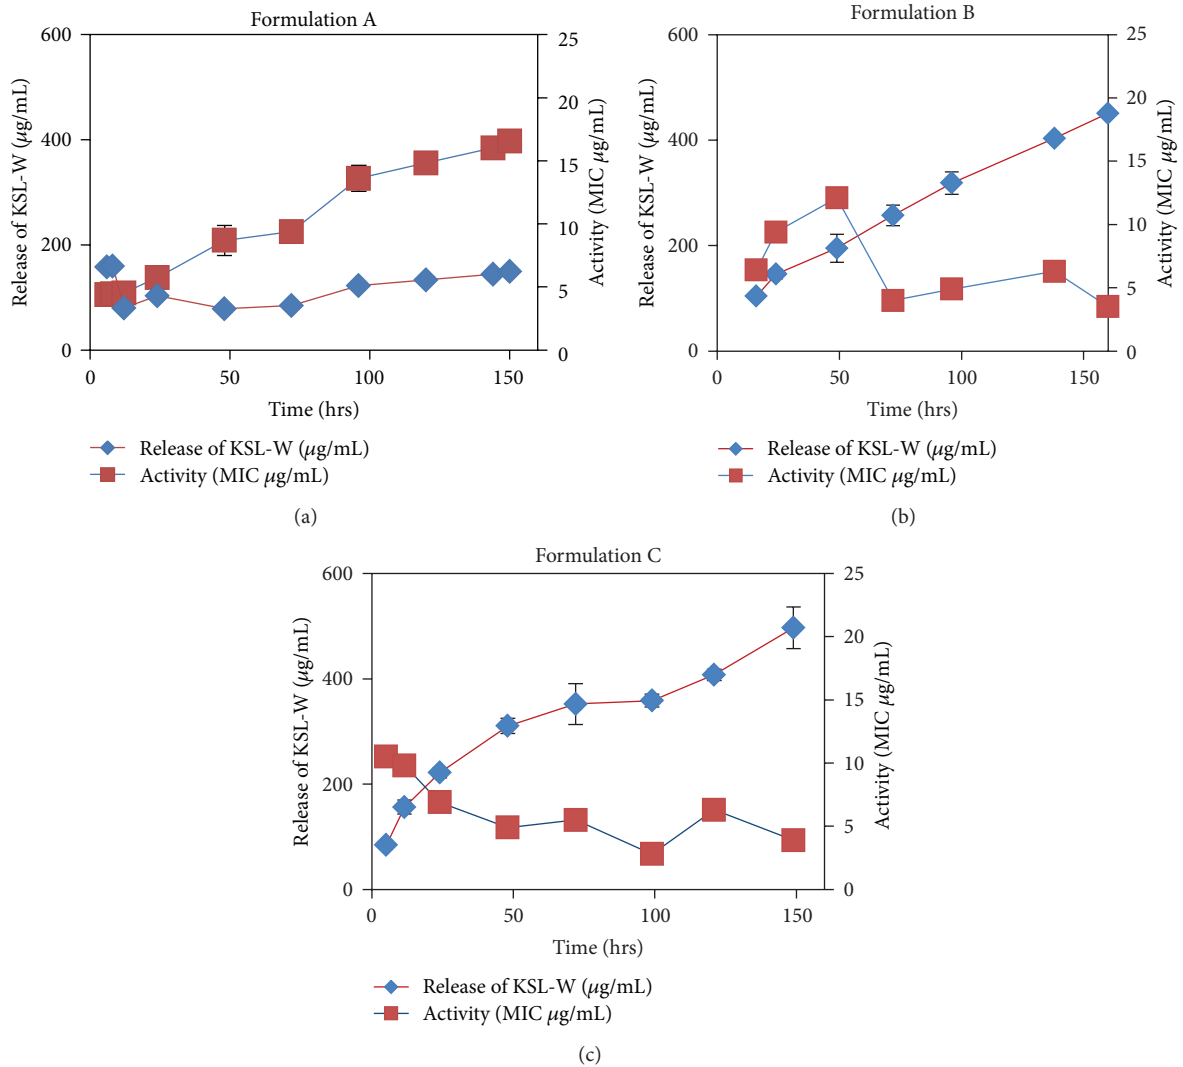 Formulation A
600
400
200
0
Release of KSL-W (µg/mL)
25
20
15
10
5
0
Activity (MIC µg/mL)
0 50 100 150
Time (hrs)
Release of KSL-W (µg/mL)
Activity (MIC µg/mL)
(a)
Formulation B
600
400
200
0
Release of KSL-W (µg/mL)
25
20
15
10
5
0
Activity (MIC µg/mL)
0 50 100 150
Time (hrs)
Release of KSL-W (µg/mL)
Activity (MIC µg/mL)
(b)
Formulation C
600
400
200
0
Release of KSL-W (µg/mL)
25
20
15
10
5
0
Activity (MIC µg/mL)
0 50 100 150
Time (hrs)
Release of KSL-W (µg/mL)
Activity (MIC µg/mL)
(c)